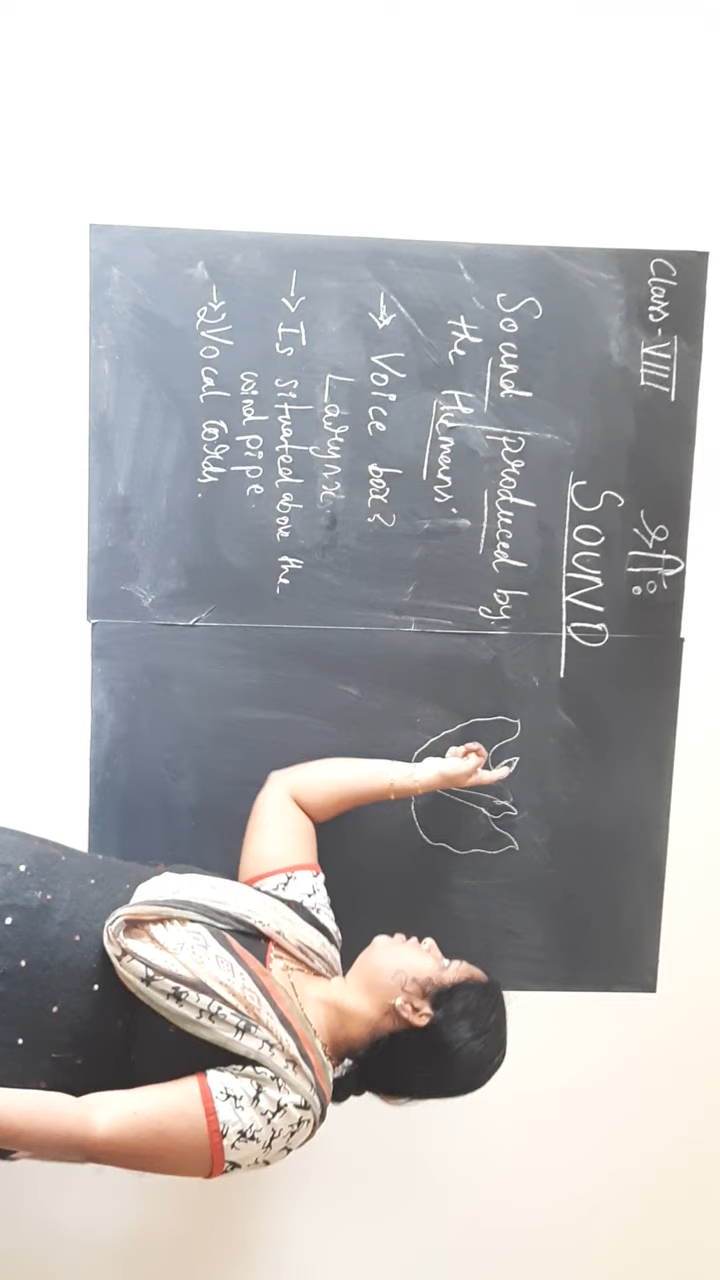 Class-VIII
SOUND
Sound produced by
the Humans'
→ Voice box?
Larynx.
→ Is situated above the
wind pipe.
→ 2 Vocal cords.